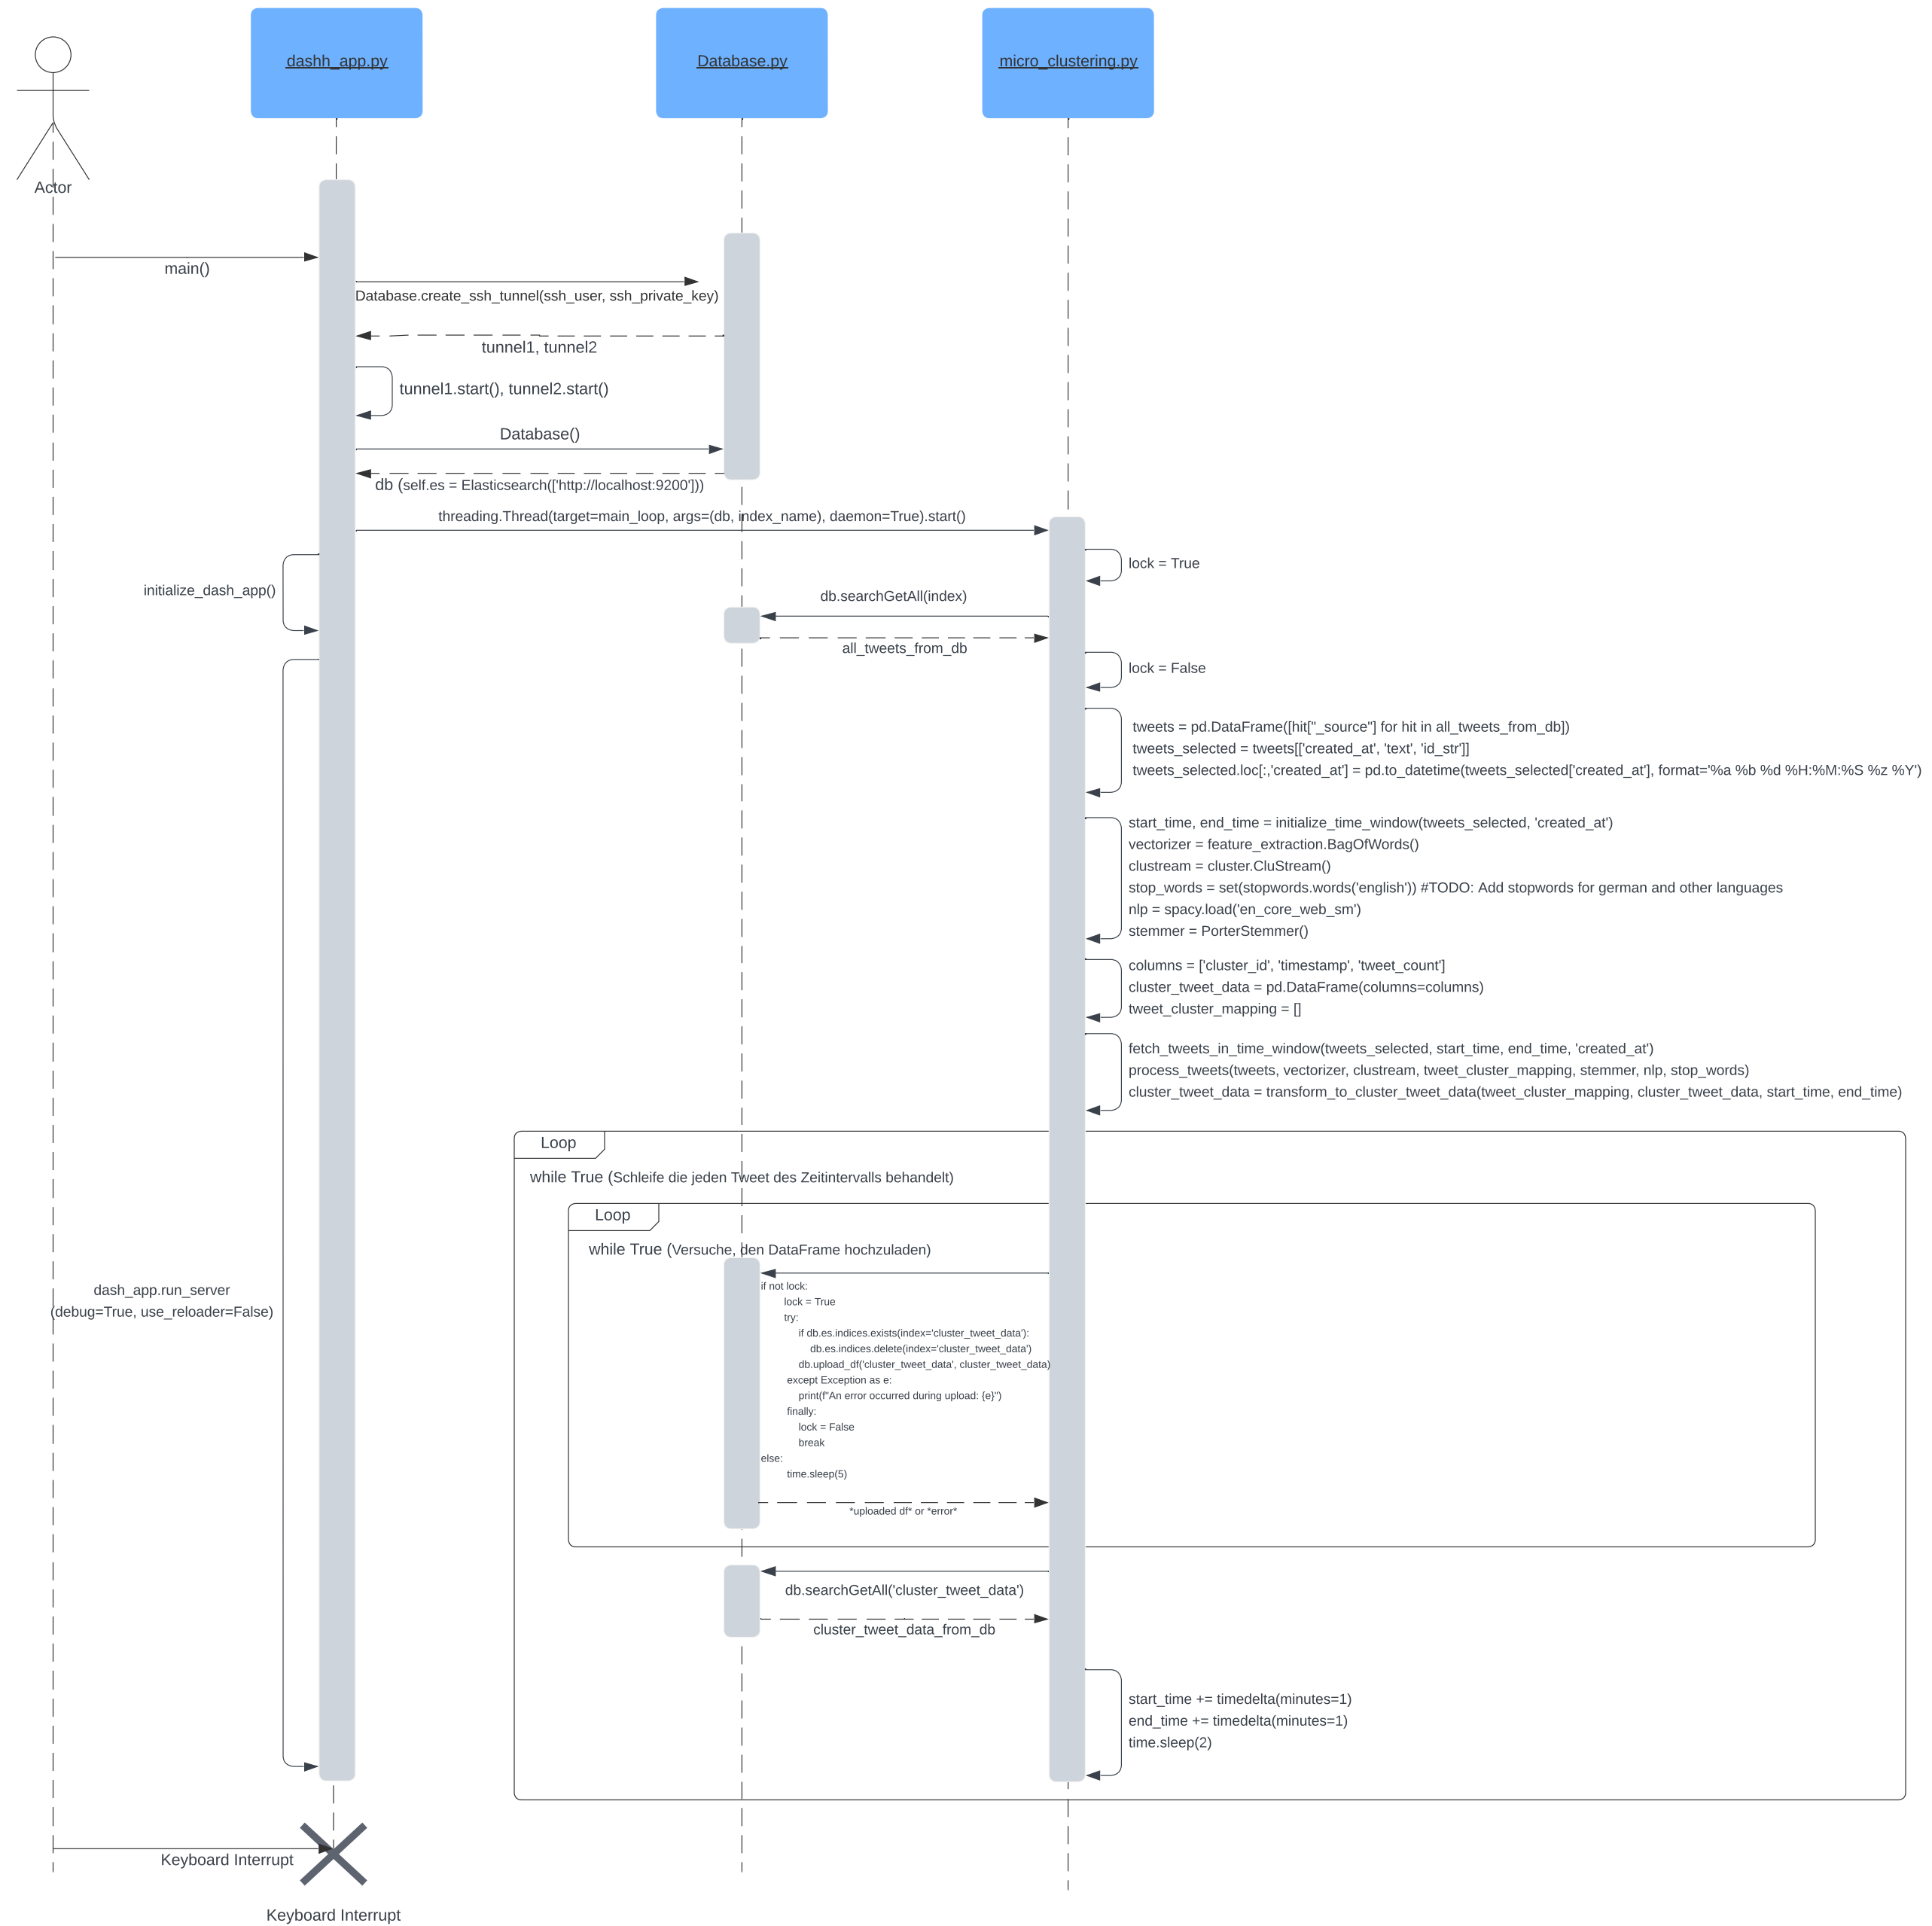 dashh_app.py
Database.py
micro_clustering.py
Actor
main()
Database.create_ssh_tunnel(ssh_user, ssh_private_key)
tunnel1, tunnel2
tunnel1.start(), tunnel2.start()
Database()
db (self.es = Elasticsearch(['http://localhost:9200']))
threading.Thread(target=main_loop, args=(db, index_name), daemon=True).start()
lock = True
initialize_dash_app()
db.searchGetAll(index)
all_tweets_from_db
lock = False
tweets = pd.DataFrame([hit["_source"] for hit in all_tweets_from_db])
tweets_selected = tweets[['created_at', 'text', 'id_str']]
tweets_selected.loc[:,'created_at'] = pd.to_datetime(tweets_selected['created_at'], format='%a %b %d %H:%M:%S %z %Y')
start_time, end_time = initialize_time_window(tweets_selected, 'created_at')
vectorizer = feature_extraction.BagOfWords()
clustream = cluster.CluStream()
stop_words = set(stopwords.words('english')) #TODO: Add stopwords for german and other languages
nlp = spacy.load('en_core_web_sm')
stemmer = PorterStemmer()
columns = ['cluster_id', 'timestamp', 'tweet_count']
cluster_tweet_data = pd.DataFrame(columns=columns)
tweet_cluster_mapping = []
fetch_tweets_in_time_window(tweets_selected, start_time, end_time, 'created_at')
process_tweets(tweets, vectorizer, clustream, tweet_cluster_mapping, stemmer, nlp, stop_words)
cluster_tweet_data = transform_to_cluster_tweet_data(tweet_cluster_mapping, cluster_tweet_data, start_time, end_time)
Loop
while True (Schleife die jeden Tweet des Zeitintervalls behandelt)
Loop
while True (Versuche, den DataFrame hochzuladen)
dash_app.run_server
(debug=True, use_reloader=False)
if not lock:
lock = True
try:
if db.es.indices.exists(index='cluster_tweet_data'):
db.es.indices.delete(index='cluster_tweet_data')
db.upload_df('cluster_tweet_data', cluster_tweet_data)
except Exception as e:
print(f"An error occurred during upload: {e}")
finally:
lock = False
break
else:
time.sleep(5)
*uploaded df* or *error*
db.searchGetAll('cluster_tweet_data')
cluster_tweet_data_from_db
start_time += timedelta(minutes=1)
end_time += timedelta(minutes=1)
time.sleep(2)
Keyboard Interrupt
Keyboard Interrupt